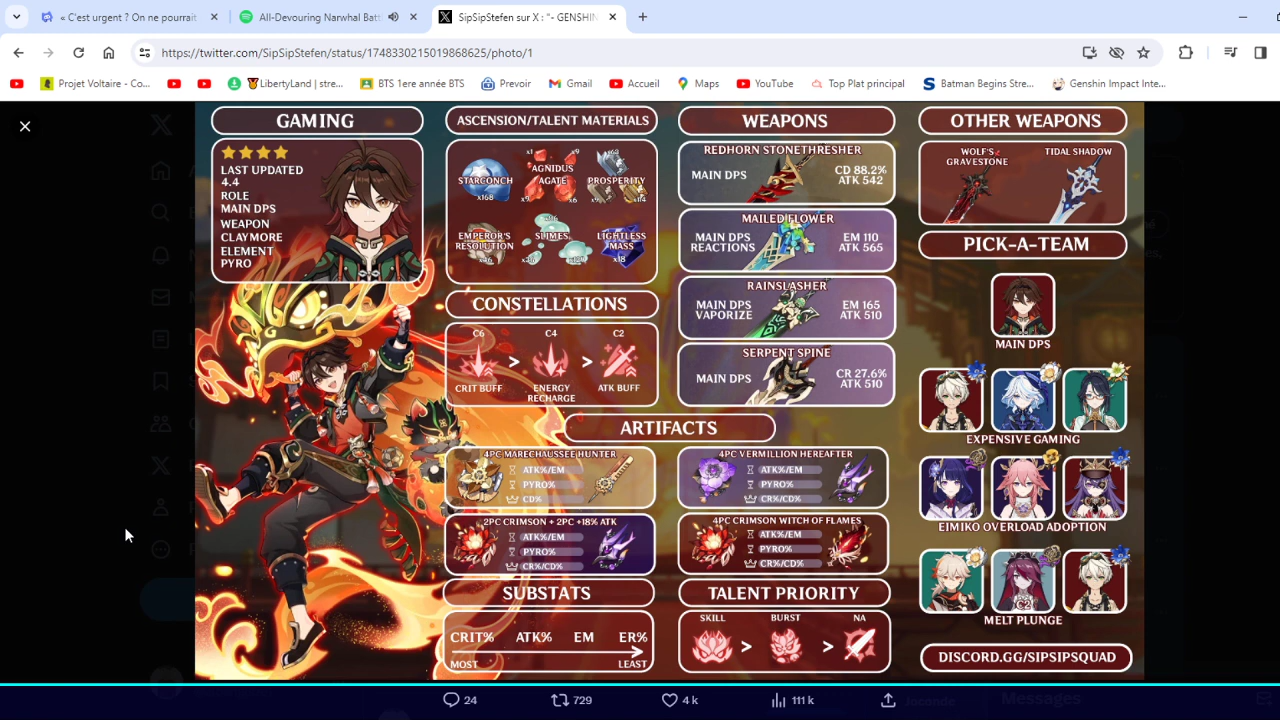 « C'est urgent ? On ne pourrait
All-Devouring Narwhal Batt
SipSipStefen sur X : "- GENSHIN
https://twitter.com/SipSipStefen/status/1748330215019868625/photo/1
Projet Voltaire - Co...
LibertyLand | stre...
BTS 1ere année BTS
Prevoir
Gmail
Accueil
Maps
YouTube
Top Plat principal
Batman Begins Stre...
Genshin Impact Inte...
GAMING
LAST UPDATED
4.4
ROLE
MAIN DPS
WEAPON
CLAYMORE
ELEMENT
PYRO
ASCENSION/TALENT MATERIALS
STARCONCH
x168
x1
x9
AGNIDUS
AGATE
x9
x6
PROSPERITY
EMPEROR'S
RESOLUTION
SLIMES
LIGHTLESS
MASS
x18
CONSTELLATIONS
C6 > C4 > C2
CRIT BUFF
ENERGY
RECHARGE
ATK BUFF
WEAPONS
REDHORN STONETHRESHER
MAIN DPS
CD 88.2%
ATK 542
MAILED FLOWER
MAIN DPS
REACTIONS
EM 110
ATK 565
RAINSLASHER
MAIN DPS
VAPORIZE
EM 165
ATK 510
SERPENT SPINE
MAIN DPS
CR 27.6%
ATK 510
ARTIFACTS
4PC MARECHAUSSEE HUNTER
ATK%/EM
PYRO%
CD%
4PC VERMILLION HEREAFTER
ATK%/EM
PYRO%
CR%/CD%
2PC CRIMSON + 2PC +18% ATK
ATK%/EM
PYRO%
CR%/CD%
4PC CRIMSON WITCH OF FLAMES
ATK%/EM
PYRO%
CR%/CD%
SUBSTATS
CRIT% ATK% EM ER%
MOST LEAST
TALENT PRIORITY
SKILL > BURST > NA
OTHER WEAPONS
WOLF'S
GRAVESTONE
TIDAL SHADOW
PICK-A-TEAM
MAIN DPS
EXPENSIVE GAMING
EIMIKO OVERLOAD ADOPTION
C2
MELT PLUNGE
DISCORD.GG/SIPSIPSQUAD
24
729
4 k
111 k
Joconde
Messages